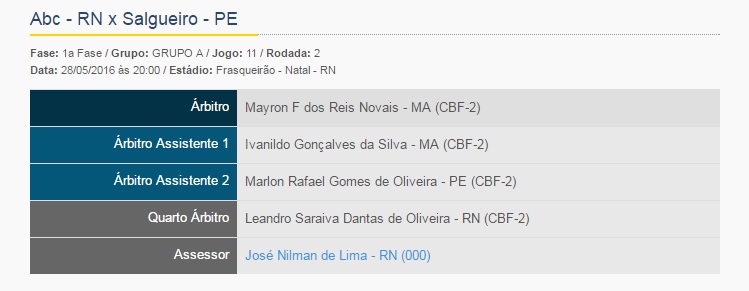 Abc - RN x Salgueiro - PE
Fase: 1a Fase / Grupo: GRUPO A / Jogo: 11 / Rodada: 2
Data: 28/05/2016 às 20:00 / Estádio: Frasqueirão - Natal - RN
Árbitro Mayron F dos Reis Novais - MA (CBF-2)
Árbitro Assistente 1 Ivanildo Gonçalves da Silva - MA (CBF-2)
Árbitro Assistente 2 Marlon Rafael Gomes de Oliveira - PE (CBF-2)
Quarto Árbitro Leandro Saraiva Dantas de Oliveira - RN (CBF-2)
Assessor José Nilman de Lima - RN (000)